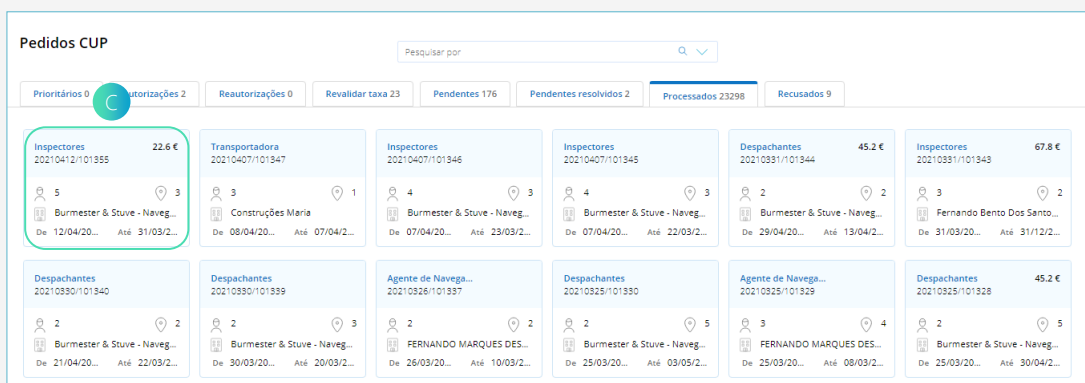 Pedidos CUP
Pesquisar por
Prioritários 0 C utorizações 2 Reautorizações 0 Revalidar taxa 23 Pendentes 176 Pendentes resolvidos 2 Processados 23298 Recusados 9
Inspectores 22.6 € Transportadora Inspectores Inspectores Despachantes 45.2 € Inspectores 67.8 €
20210412/101355 20210407/101347 20210407/101346 20210407/101345 20210331/101344 20210331/101343
5 3 3 1 4 3 4 3 2 2 3 2
Burmester & Stuve - Naveg... Construções Maria Burmester & Stuve - Naveg... Burmester & Stuve - Naveg... Burmester & Stuve - Naveg... Fernando Bento Dos Santo...
De 12/04/20... Até 31/03/2... De 08/04/20... Até 07/04/2... De 07/04/20... Até 23/03/2... De 07/04/20... Até 22/03/2... De 29/04/20... Até 13/04/2... De 31/03/20... Até 31/12/2...
Despachantes Despachantes Agente de Navega... Despachantes Agente de Navega... Despachantes 45.2 €
20210330/101340 20210330/101339 20210326/101337 20210325/101330 20210325/101329 20210325/101328
2 2 2 3 2 2 2 5 3 4 2 5
Burmester & Stuve - Naveg... Burmester & Stuve - Naveg... FERNANDO MARQUES DES... Burmester & Stuve - Naveg... FERNANDO MARQUES DES... Burmester & Stuve - Naveg...
De 21/04/20... Até 22/03/2... De 30/03/20... Até 20/03/2... De 26/03/20... Até 10/03/2... De 25/03/20... Até 03/05/2... De 25/03/20... Até 08/03/2... De 25/03/20... Até 30/04/2...